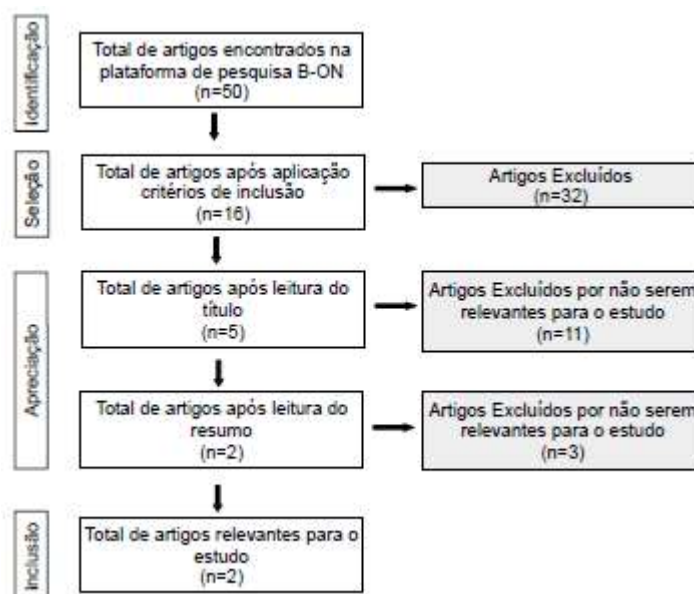 Identificação
Total de artigos encontrados na
plataforma de pesquisa B-ON
(n=50)
Seleção
Total de artigos após aplicação
critérios de inclusão
(n=16)
Artigos Excluídos
(n=32)
Apreciação
Total de artigos após leitura do
título
(n=5)
Artigos Excluídos por não serem
relevantes para o estudo
(n=11)
Total de artigos após leitura do
resumo
(n=2)
Artigos Excluídos por não serem
relevantes para o estudo
(n=3)
Inclusão
Total de artigos relevantes para o
estudo
(n=2)